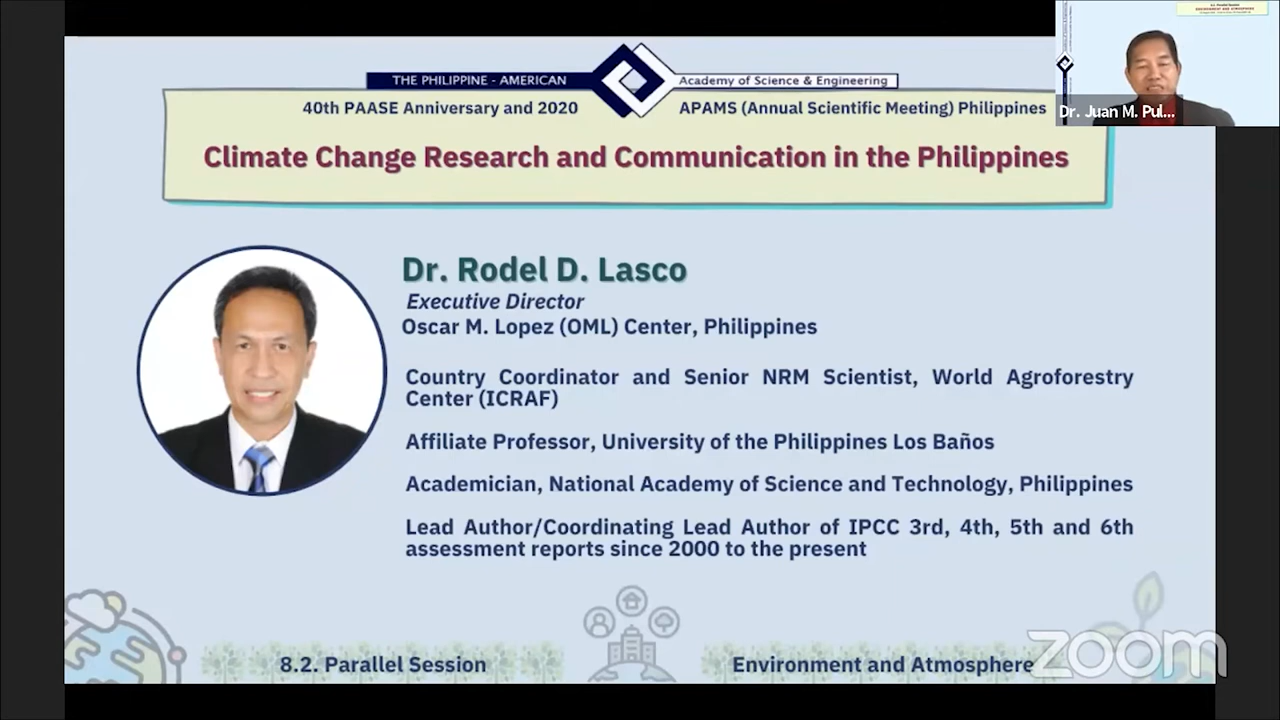 THE PHILIPPINE - AMERICAN
Academy of Science & Engineering
40th PAASE Anniversary and 2020
APAMS (Annual Scientific Meeting) Philippines
Dr. Juan M. Pul...
Climate Change Research and Communication in the Philippines
Dr. Rodel D. Lasco
Executive Director
Oscar M. Lopez (OML) Center, Philippines
Country Coordinator and Senior NRM Scientist, World Agroforestry
Center (ICRAF)
Affiliate Professor, University of the Philippines Los Baños
Academician, National Academy of Science and Technology, Philippines
Lead Author/Coordinating Lead Author of IPCC 3rd, 4th, 5th and 6th
assessment reports since 2000 to the present
8.2. Parallel Session
Environment and Atmosphere
zoom